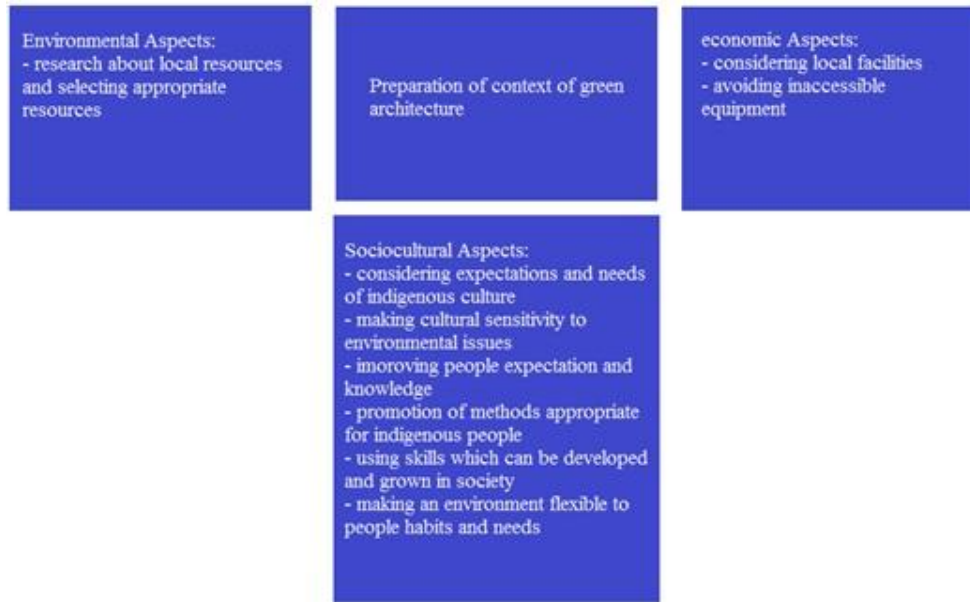 Environmental Aspects:
- research about local resources
and selecting appropriate
resources
Preparation of context of green
architecture
economic Aspects:
- considering local facilities
- avoiding inaccessible
equipment
Sociocultural Aspects:
- considering expectations and needs
of indigenous culture
- making cultural sensitivity to
environmental issues
- imoroving people expectation and
knowledge
- promotion of methods appropriate
for indigenous people
- using skills which can be developed
and grown in society
- making an environment flexible to
people habits and needs